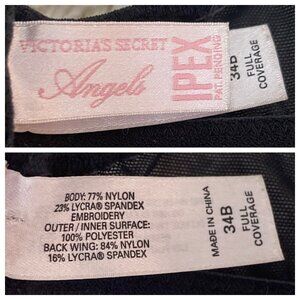 VICTORIA'S SECRET
Angels
IPEX
PAT. PENDING
34B
FULL
COVERAGE
BODY: 77% NYLON
23% LYCRA® SPANDEX
EMBROIDERY
OUTER / INNER SURFACE:
100% POLYESTER
BACK WING: 84% NYLON
16% LYCRA® SPANDEX
MADE IN CHINA
34B
FULL
COVERAGE